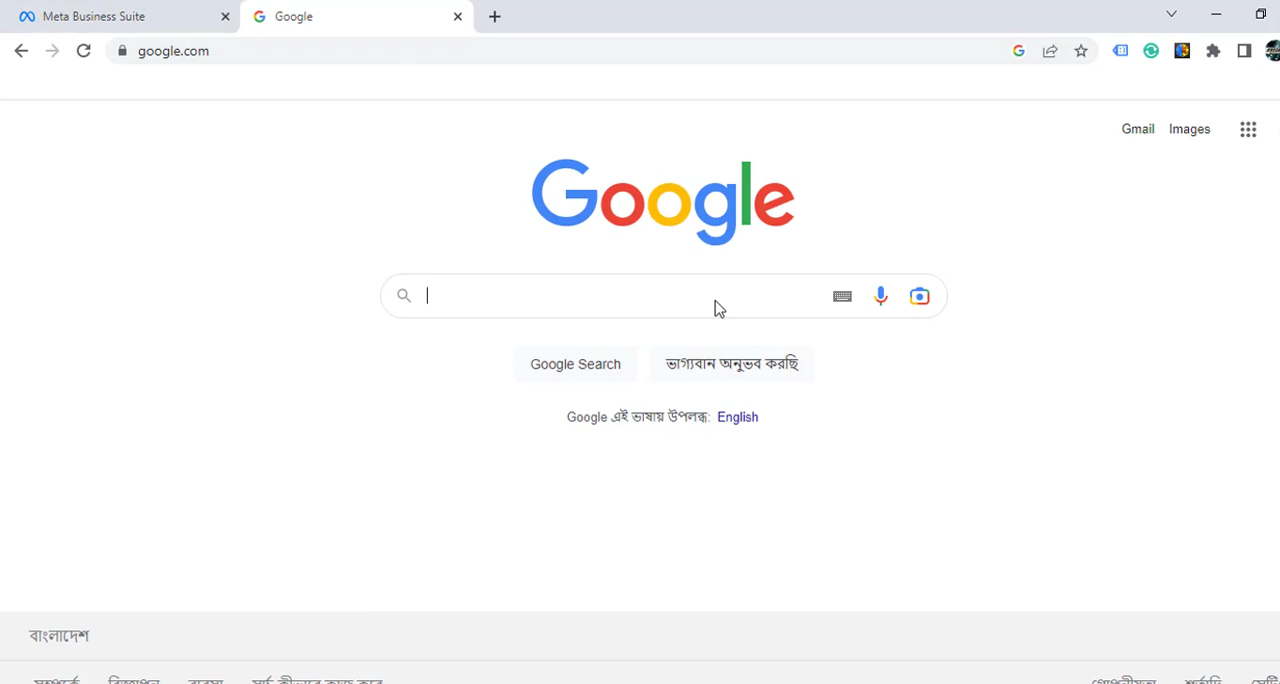 Meta Business Suite
Google
google.com
Gmail Images
Google
Google Search ভাগ্যবান অনুভব করছি
Google এই ভাষায় উপলব্ধ: English
বাংলাদেশ